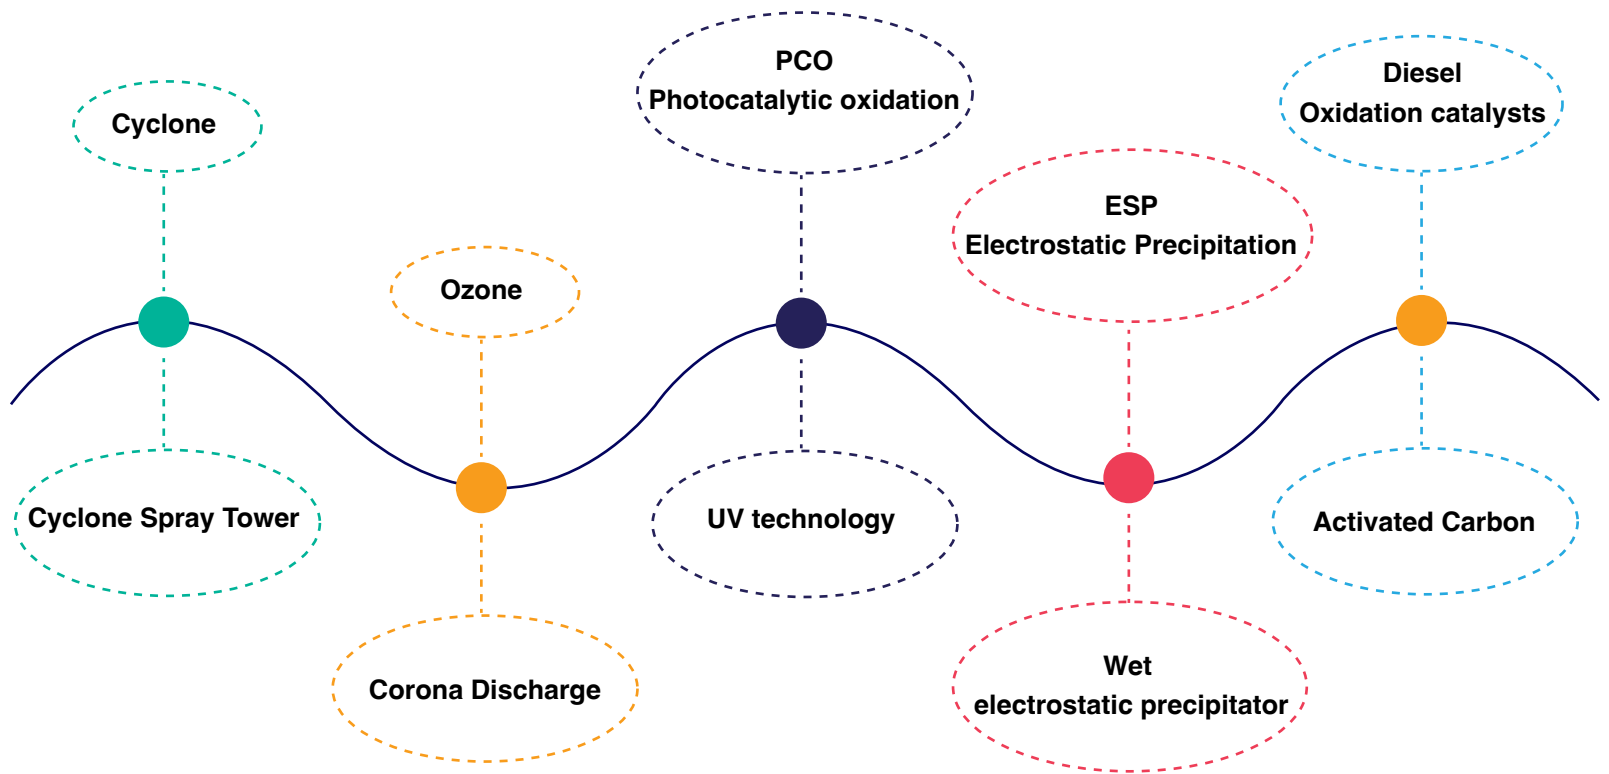 Cyclone
Cyclone Spray Tower
Ozone
Corona Discharge
PCO
Photocatalytic oxidation
UV technology
ESP
Electrostatic Precipitation
Wet
electrostatic precipitator
Diesel
Oxidation catalysts
Activated Carbon